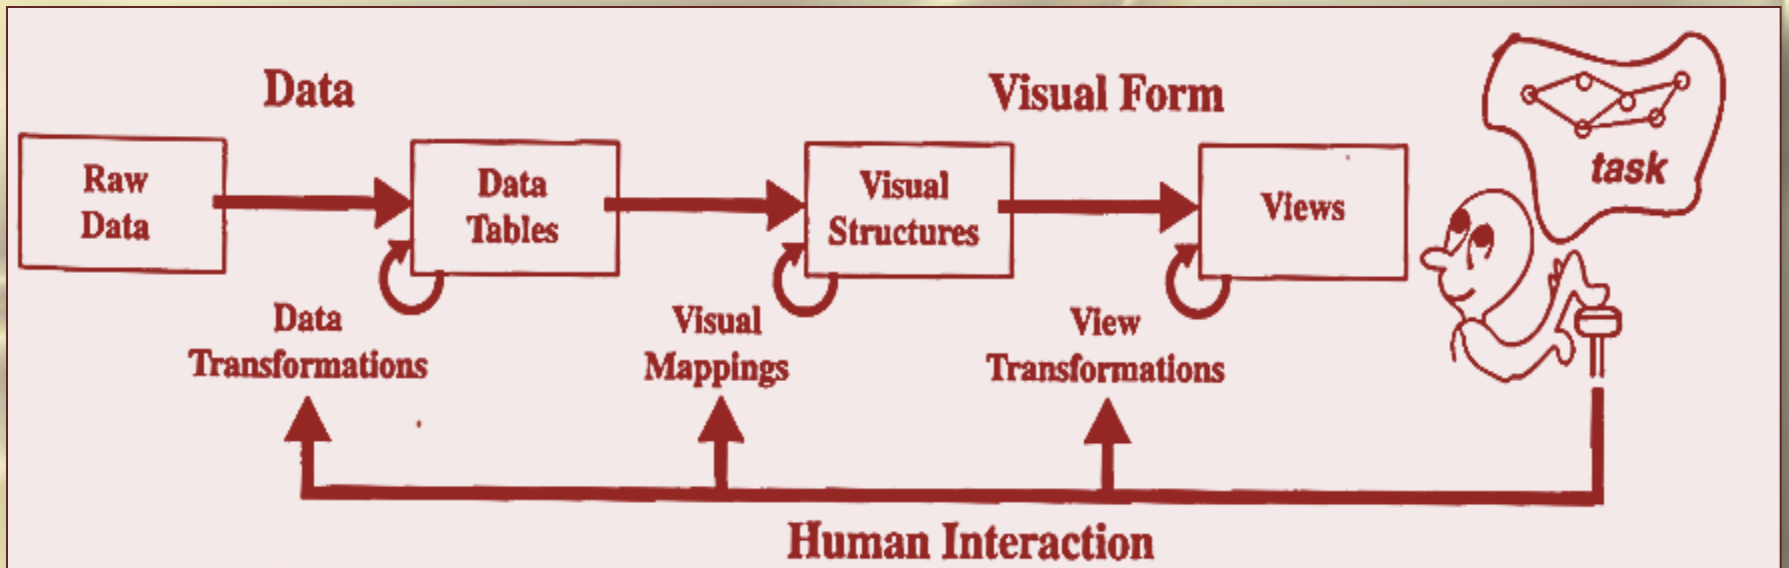 Data
Visual Form
Raw
Data
Data
Tables
Visual
Structures
Views
task
Data
Transformations
Visual
Mappings
View
Transformations
Human Interaction